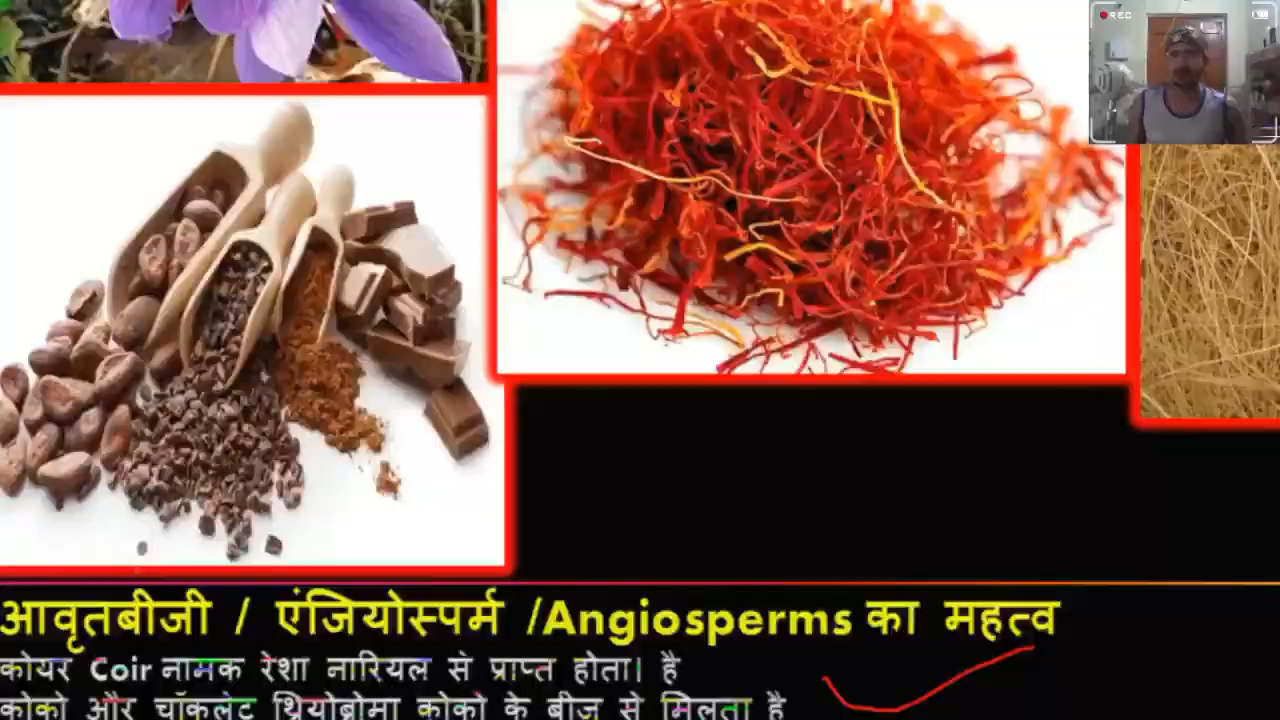 REC
आवृतबीजी / एंजियोस्पर्म /Angiosperms का महत्व
कोयर Coir नामक रेशा नारियल से प्राप्त होता। है
कोको और चॉकलेट थियोब्रोमा कोको के बीज से मिलता है